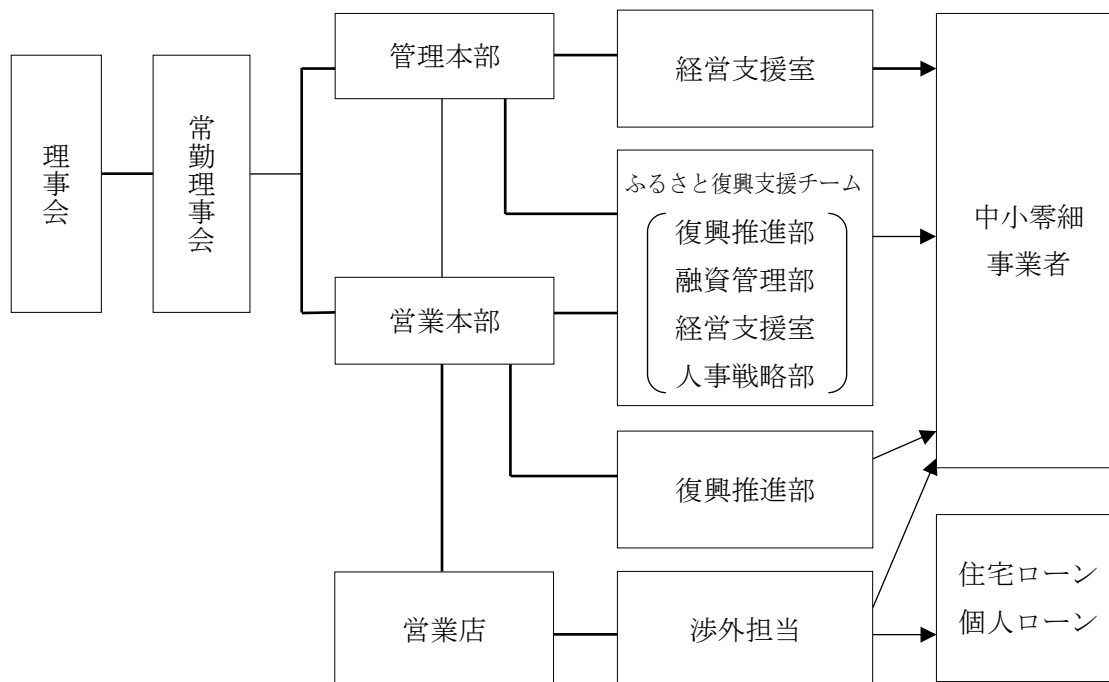 理事会
常勤理事会
管理本部
営業本部
営業店
経営支援室
ふるさと復興支援チーム
復興推進部
融資管理部
経営支援室
人事戦略部
復興推進部
渉外担当
中小零細
事業者
住宅ローン
個人ローン